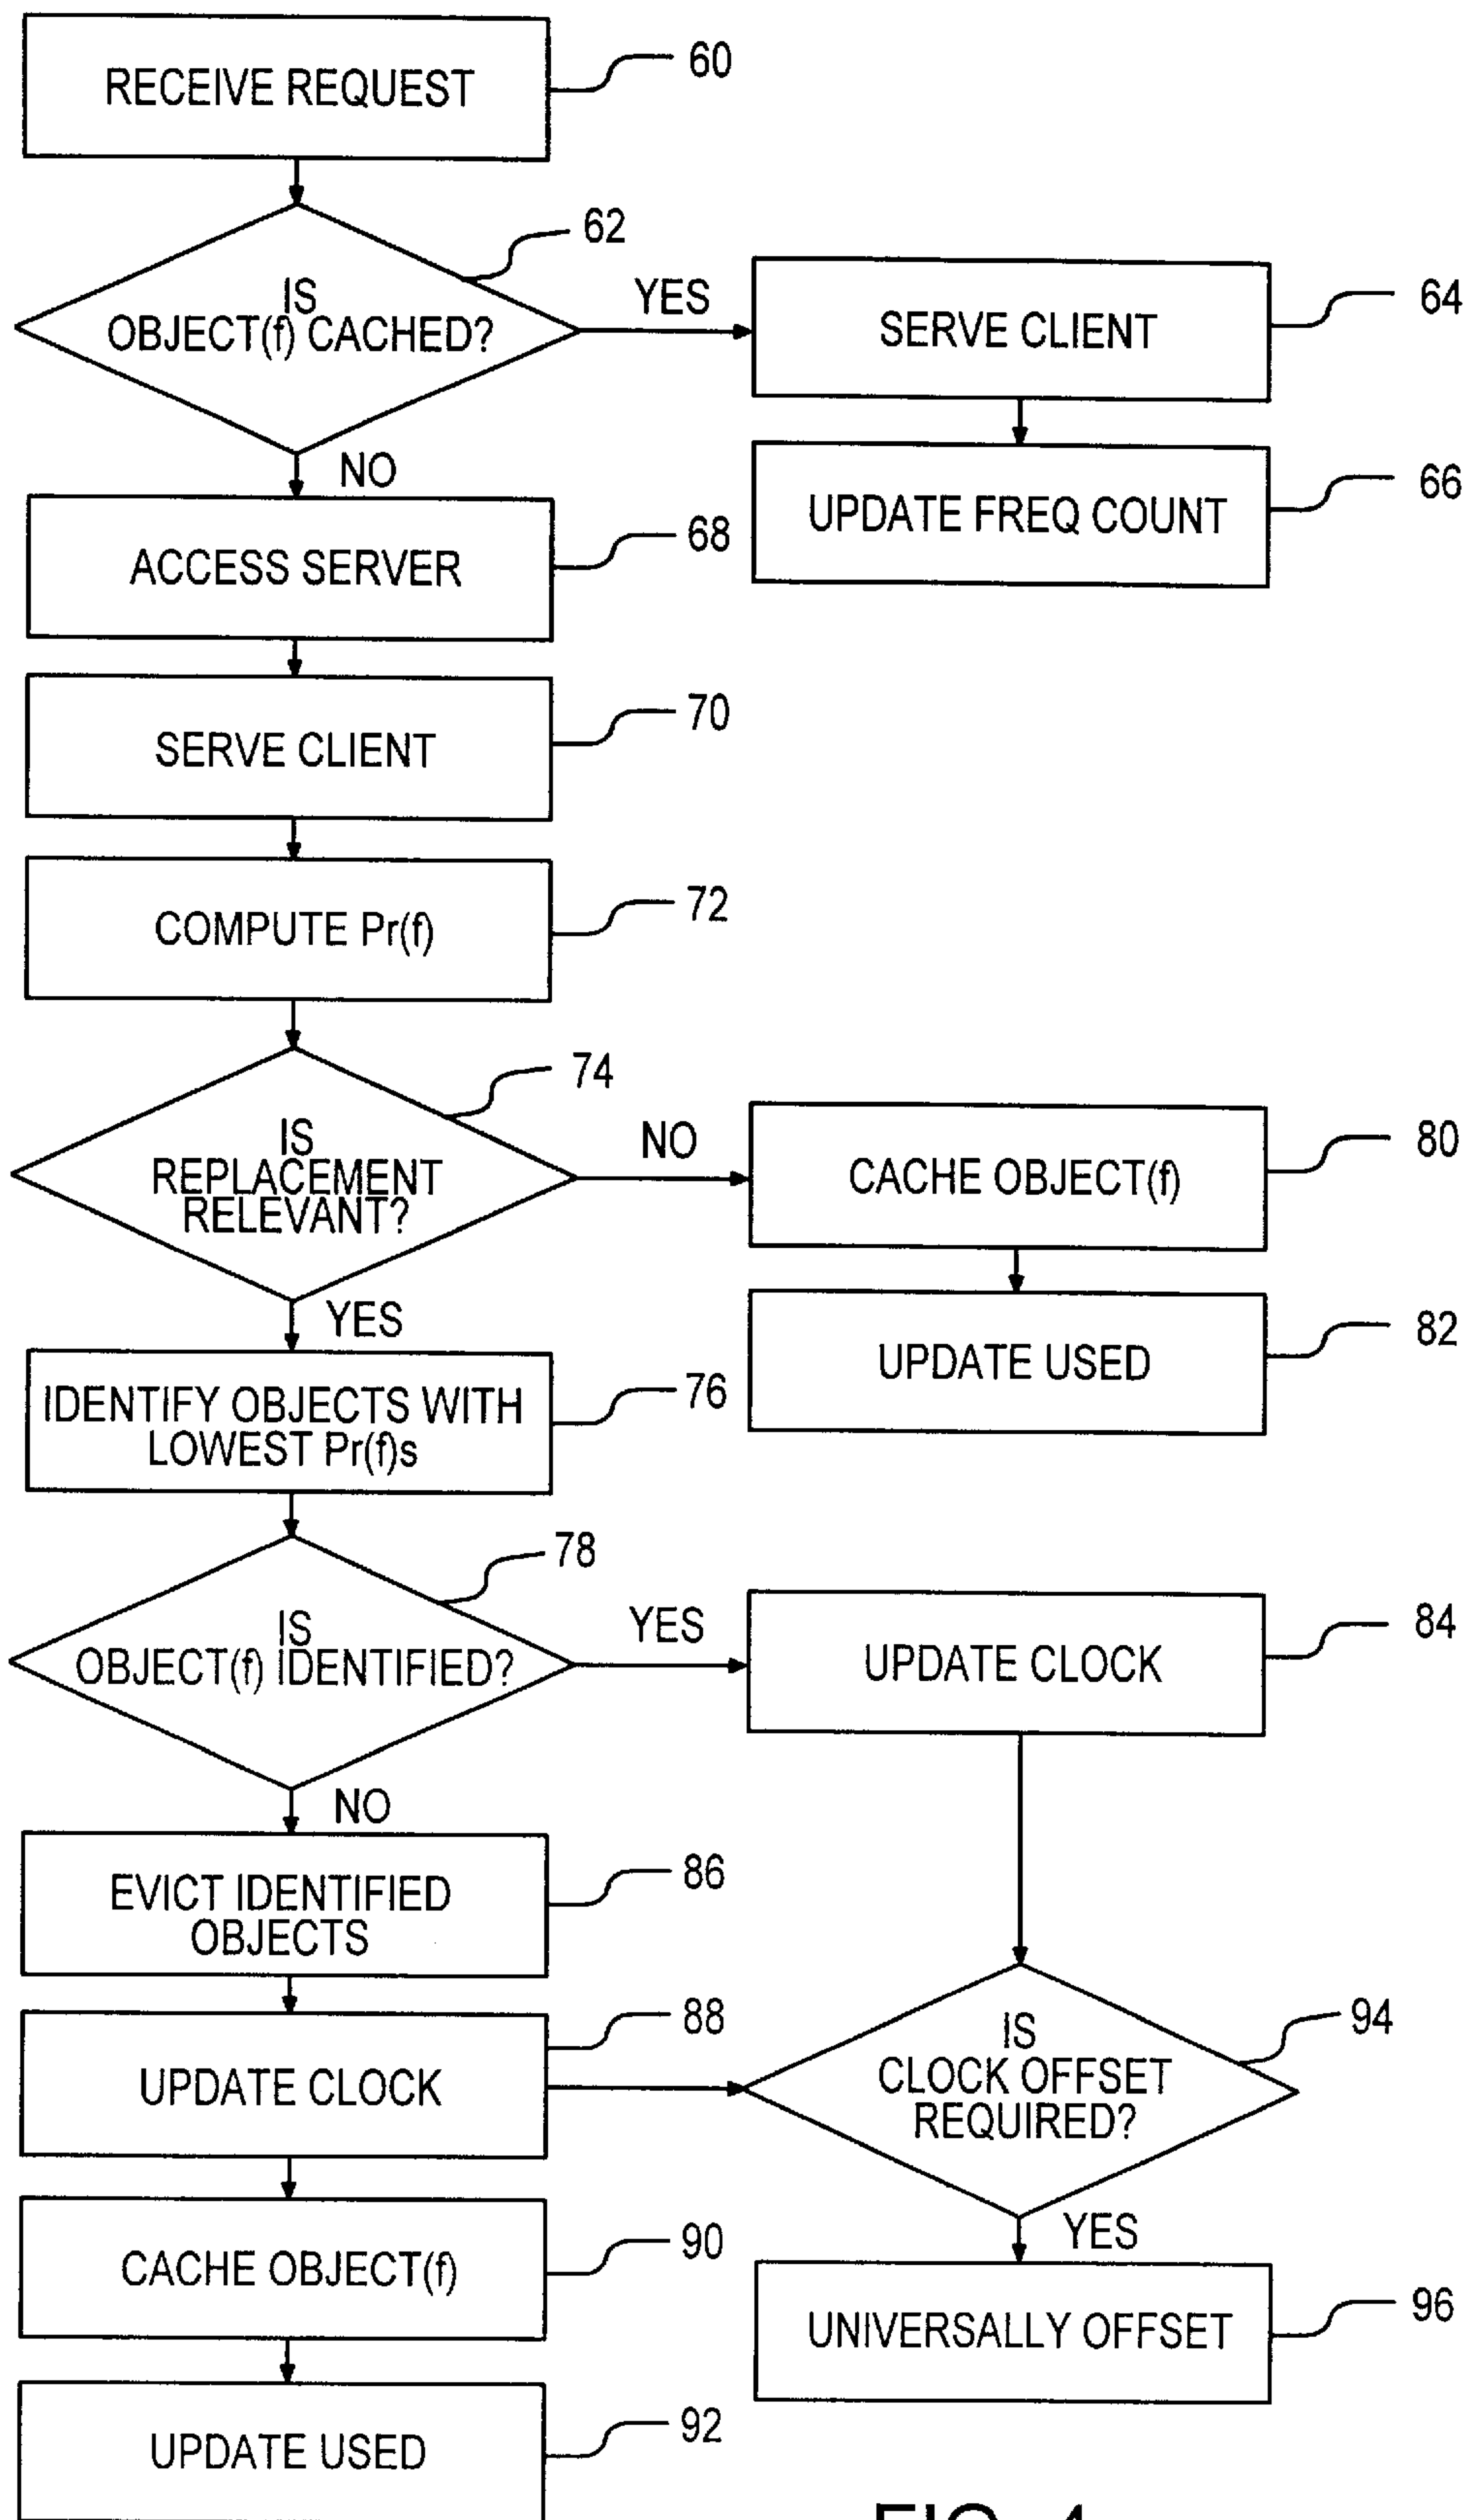 RECEIVE REQUEST
60
IS
OBJECT(f) CACHED?
62
YES
SERVE CLIENT
64
UPDATE FREQ COUNT
66
NO
ACCESS SERVER
68
SERVE CLIENT
70
COMPUTE Pr(f)
72
IS
REPLACEMENT
RELEVANT?
74
NO
CACHE OBJECT(f)
80
UPDATE USED
82
YES
IDENTIFY OBJECTS WITH
LOWEST Pr(f)s
76
IS
OBJECT(f) IDENTIFIED?
78
YES
UPDATE CLOCK
84
NO
EVICT IDENTIFIED
OBJECTS
86
UPDATE CLOCK
88
IS
CLOCK OFFSET
REQUIRED?
94
CACHE OBJECT(f)
90
YES
UNIVERSALLY OFFSET
96
UPDATE USED
92